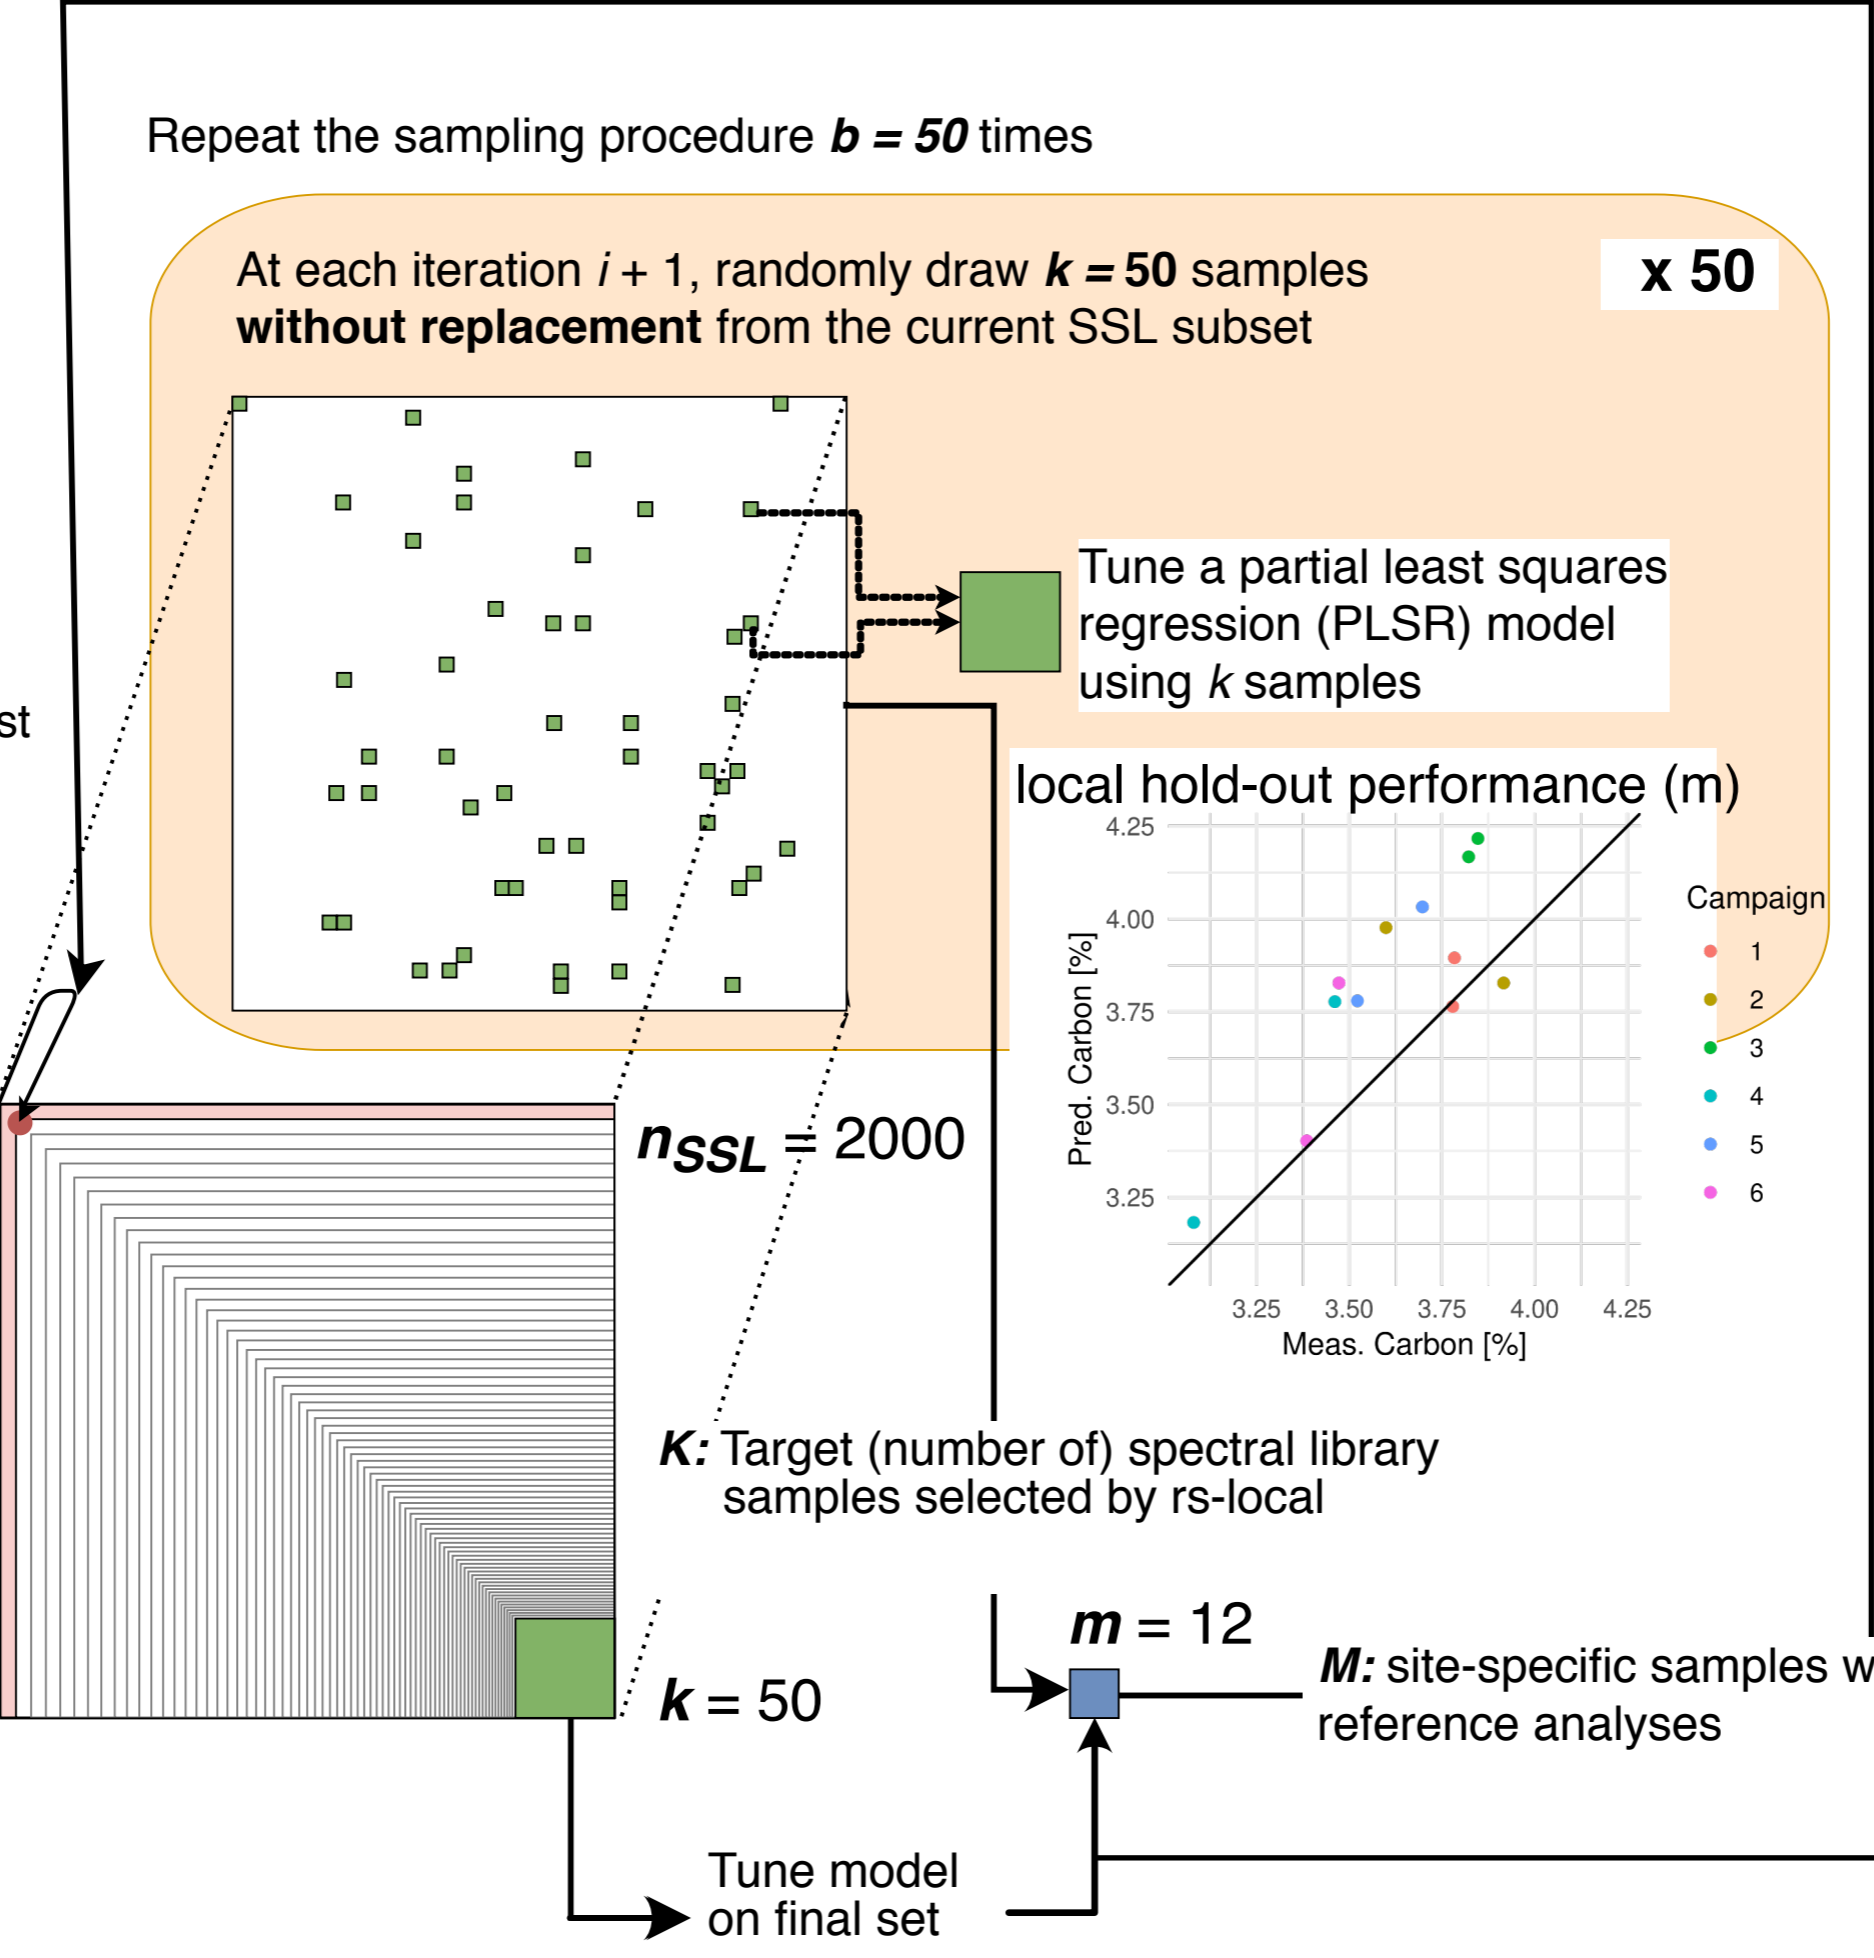 Repeat the sampling procedure b = 50 times
At each iteration i + 1, randomly draw k = 50 samples
without replacement from the current SSL subset
x 50
Tune a partial least squares
regression (PLSR) model
using k samples
st
local hold-out performance (m)
4.25
4.00
3.75
3.50
3.25
Pred. Carbon [%]
3.25 3.50 3.75 4.00 4.25
Meas. Carbon [%]
Campaign
1
2
3
4
5
6
nSSL = 2000
K: Target (number of) spectral library
samples selected by rs-local
m = 12
k = 50
M: site-specific samples w
reference analyses
Tune model
on final set